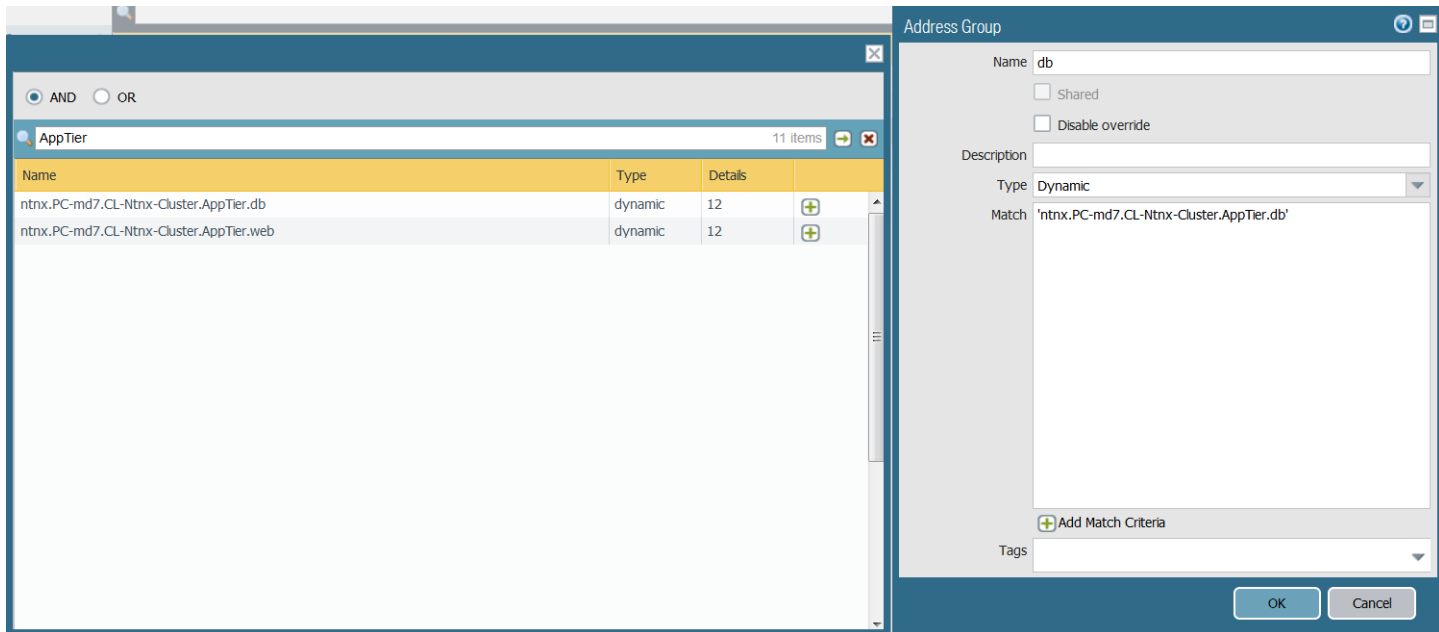 AND OR
AppTier 11 items
Name Type Details
ntnx.PC-md7.CL-Ntnx-Cluster.AppTier.db dynamic 12
ntnx.PC-md7.CL-Ntnx-Cluster.AppTier.web dynamic 12
Address Group
Name db
Shared
Disable override
Description
Type Dynamic
Match 'ntnx.PC-md7.CL-Ntnx-Cluster.AppTier.db'
Add Match Criteria
Tags
OK Cancel